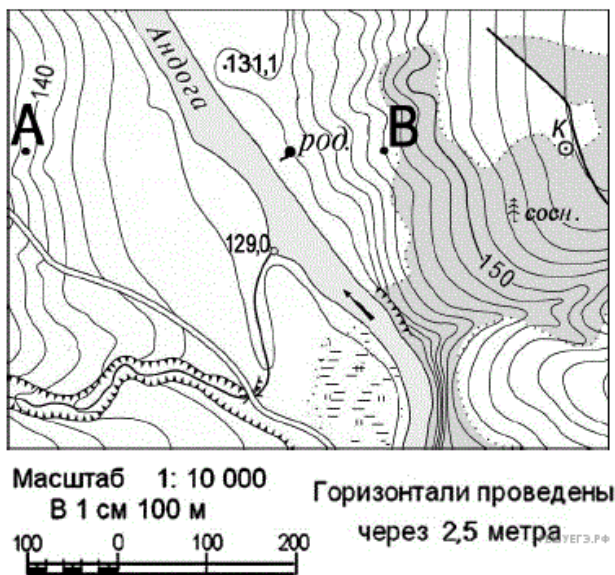 Андога
140
131,1
А
В
род.
К
сосн.
129,0
150
Масштаб 1: 10 000
В 1 см 100 м
100 0 100 200
Горизонтали проведены
через 2,5 метра